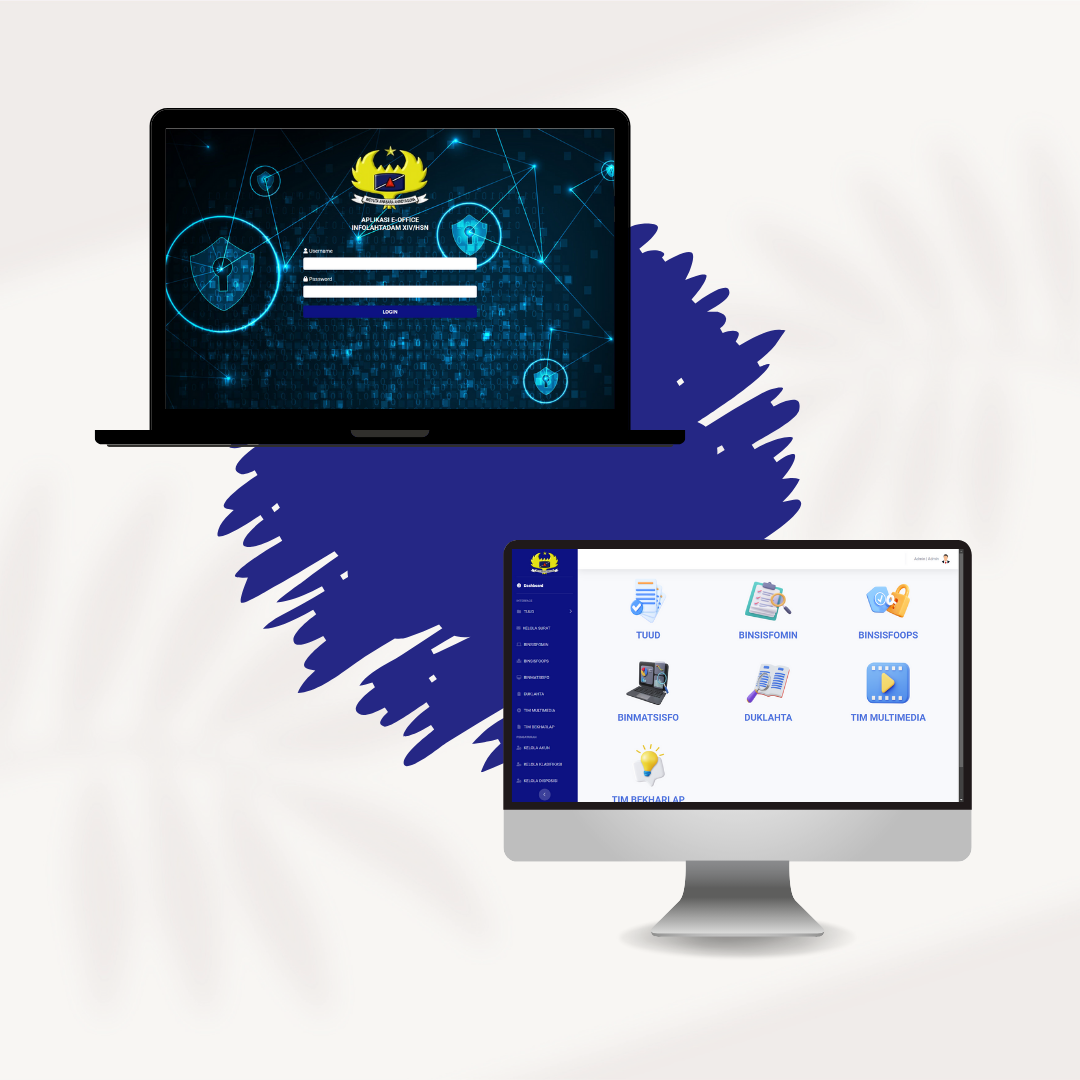 APLIKASI E-OFFICE
INFOLAHTADAM XIV/HSN
Username
Password
LOGIN
Dashboard
TUUD
KELOLA SURAT
BINSISFOMIN
BINSISFOOPS
BINMATSISFO
DUKLAHTA
TIM MULTIMEDIA
TIM BEKHARLAP
KELOLA AKUN
KELOLA KLASIFIKASI
KELOLA DISPOSISI
TUUD
BINSISFOMIN
BINSISFOOPS
BINMATSISFO
DUKLAHTA
TIM MULTIMEDIA
TIM BEKHARLAP